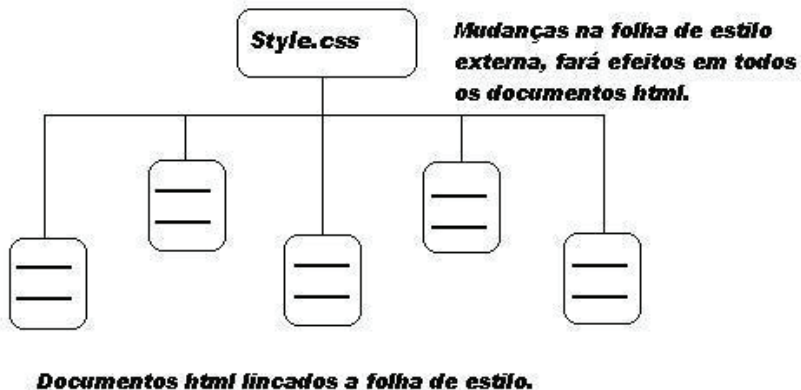 Style.css
Mudanças na folha de estilo
externa, fará efeitos em todos
os documentos html.
Documentos html lincados a folha de estilo.